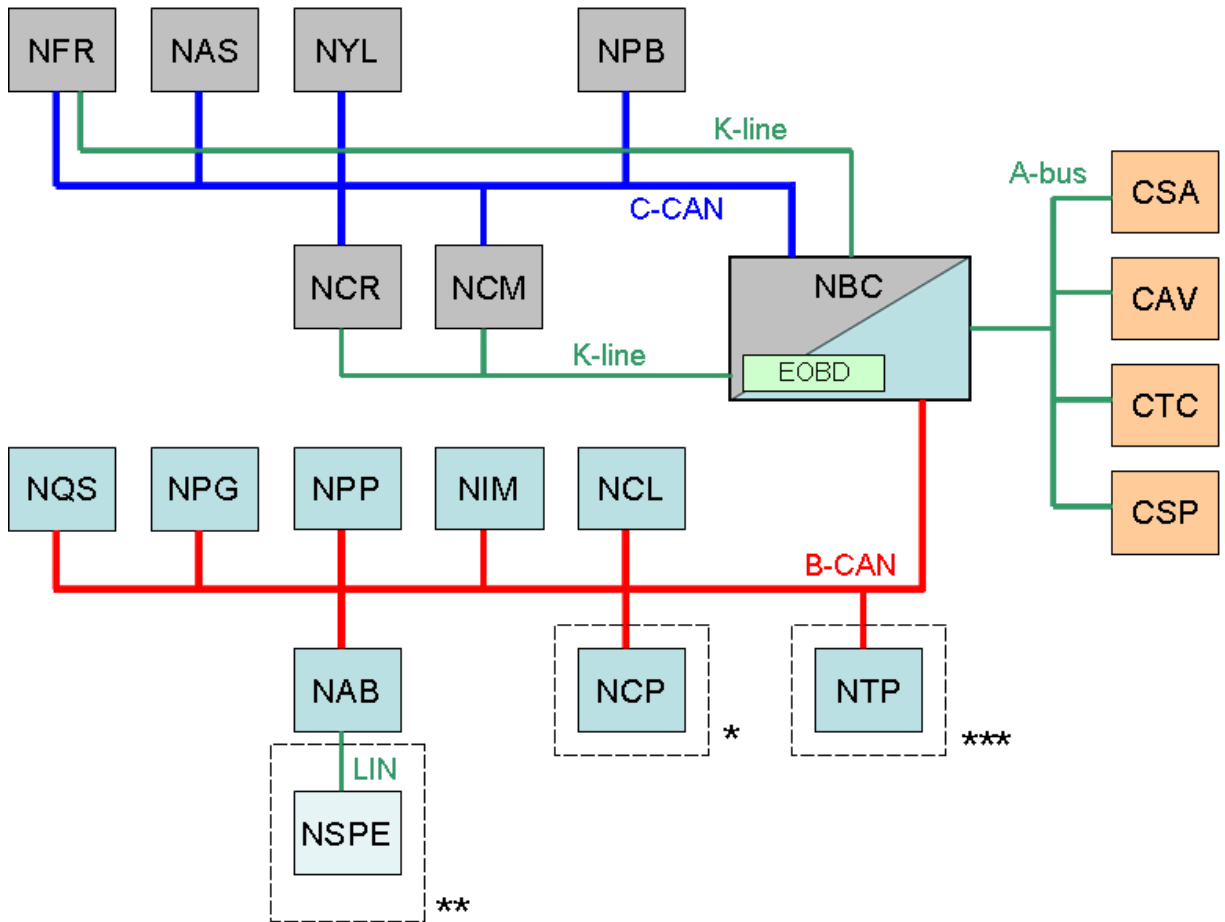 NFR
NAS
NYL
NPB
K-line
A-bus
CSA
C-CAN
NCR
NCM
NBC
CAV
K-line
EOBD
CTC
NQS
NPG
NPP
NIM
NCL
CSP
B-CAN
NAB
NCP
*
NTP
***
LIN
NSPE
**